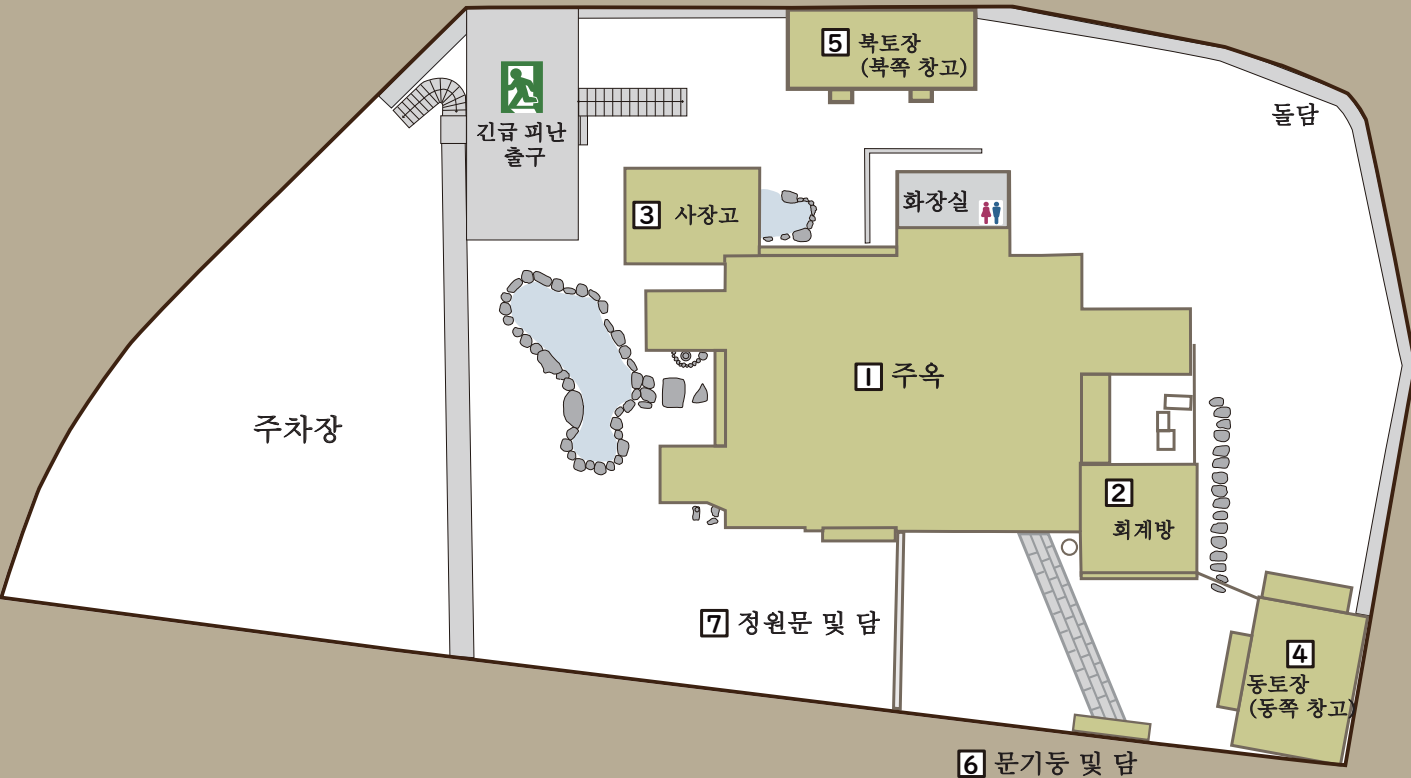 5 북토장
(북쪽 창고)
돌담
긴급 피난
출구
3 사장고
화장실
1 주옥
주차장
2
회계방
7 정원문 및 담
4
동토장
(동쪽 창고)
6 문기둥 및 담